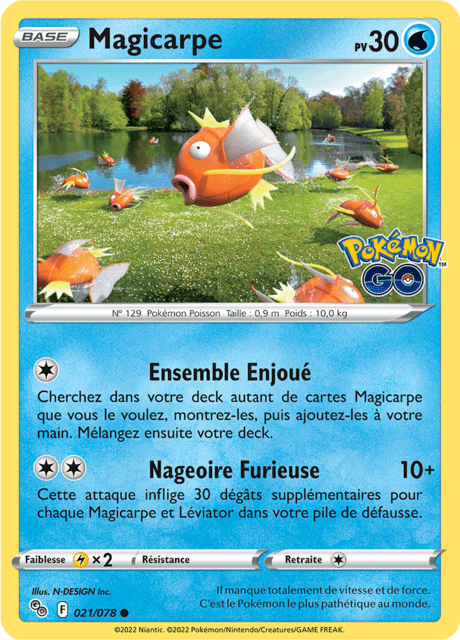 BASE Magicarpe PV30
Pokémon GO™
N° 129 Pokémon Poisson Taille : 0,9 m Poids : 10,0 kg
Ensemble Enjoué
Cherchez dans votre deck autant de cartes Magicarpe
que vous le voulez, montrez-les, puis ajoutez-les à votre
main. Mélangez ensuite votre deck.
Nageoire Furieuse 10+
Cette attaque inflige 30 dégâts supplémentaires pour
chaque Magicarpe et Léviator dans votre pile de défausse.
Faiblesse ×2 Résistance Retraite
Illus. N-DESIGN Inc.
Il manque totalement de vitesse et de force.
C'est le Pokémon le plus pathétique au monde.
F 021/078
©2022 Niantic. ©2022 Pokémon/Nintendo/Creatures/GAME FREAK.